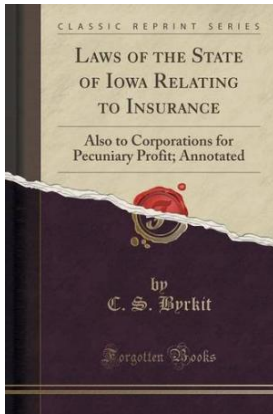 CLASSIC REPRINT SERIES
LAWS OF THE STATE
OF IOWA RELATING
TO INSURANCE
Also to Corporations for
Pecuniary Profit; Annotated
by
C. S. Byrkit
Forgotten Books